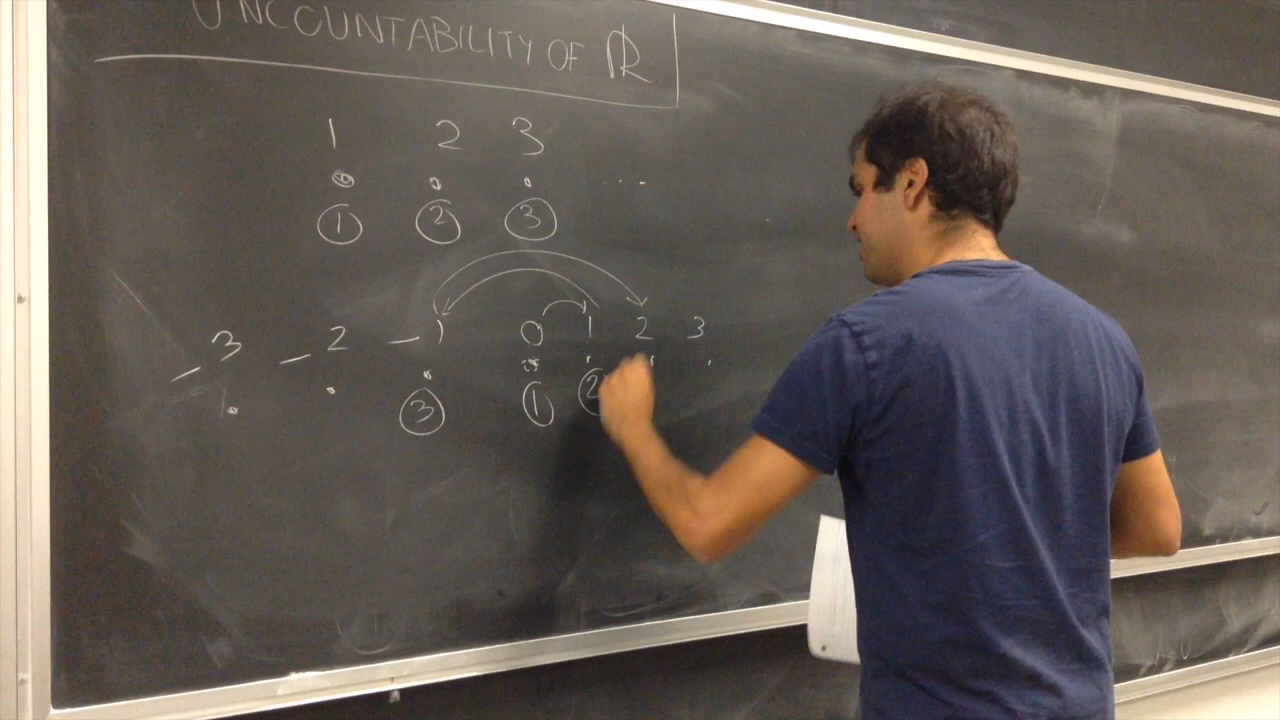 UNCOUNTABILITY OF ℝ
1 2 3
...
① ② ③
-3 -2 -1 0 1 2 3
③ ① ②